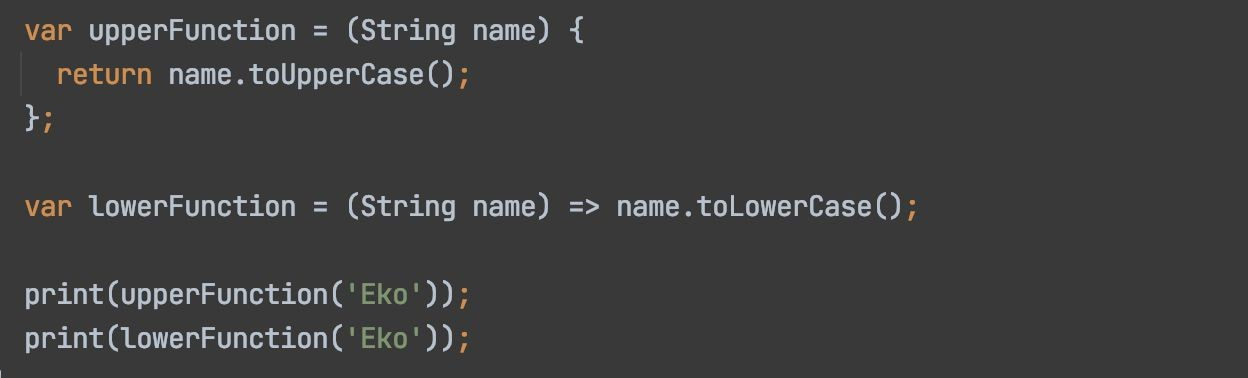 var upperFunction = (String name) {
  return name.toUpperCase();
};

var lowerFunction = (String name) => name.toLowerCase();

print(upperFunction('Eko'));
print(lowerFunction('Eko'));